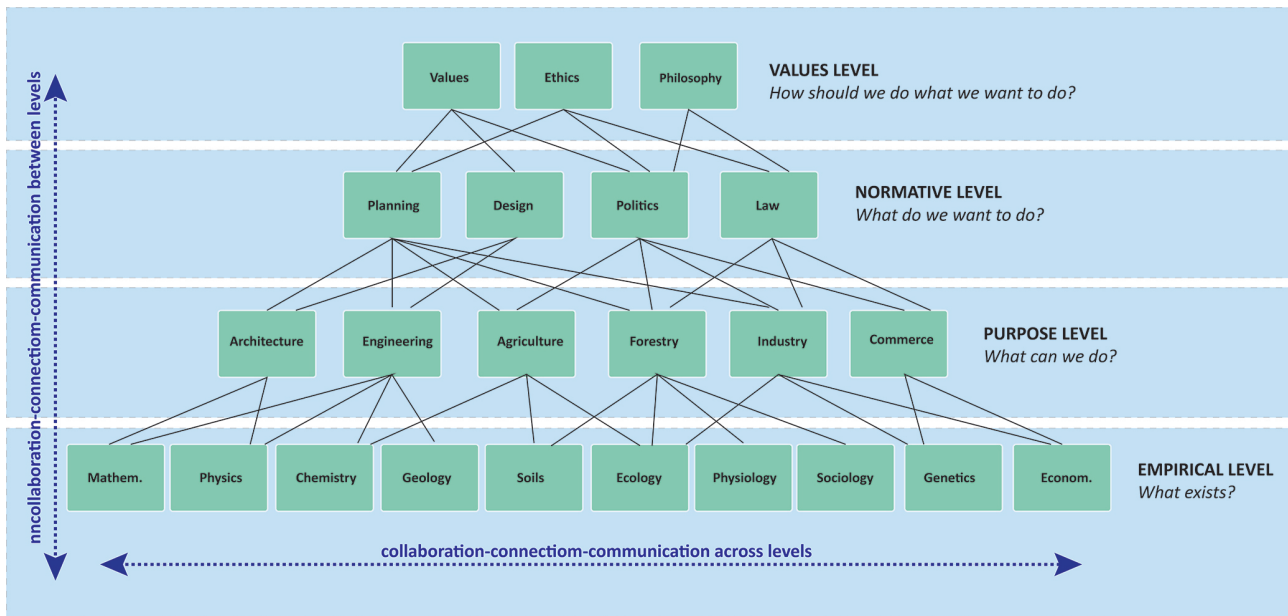 nncollaboration-connectiom-communication between levels
Values
Ethics
Philosophy
VALUES LEVEL
How should we do what we want to do?
Planning
Design
Politics
Law
NORMATIVE LEVEL
What do we want to do?
Architecture
Engineering
Agriculture
Forestry
Industry
Commerce
PURPOSE LEVEL
What can we do?
Mathem.
Physics
Chemistry
Geology
Soils
Ecology
Physiology
Sociology
Genetics
Econom.
EMPIRICAL LEVEL
What exists?
collaboration-connectiom-communication across levels